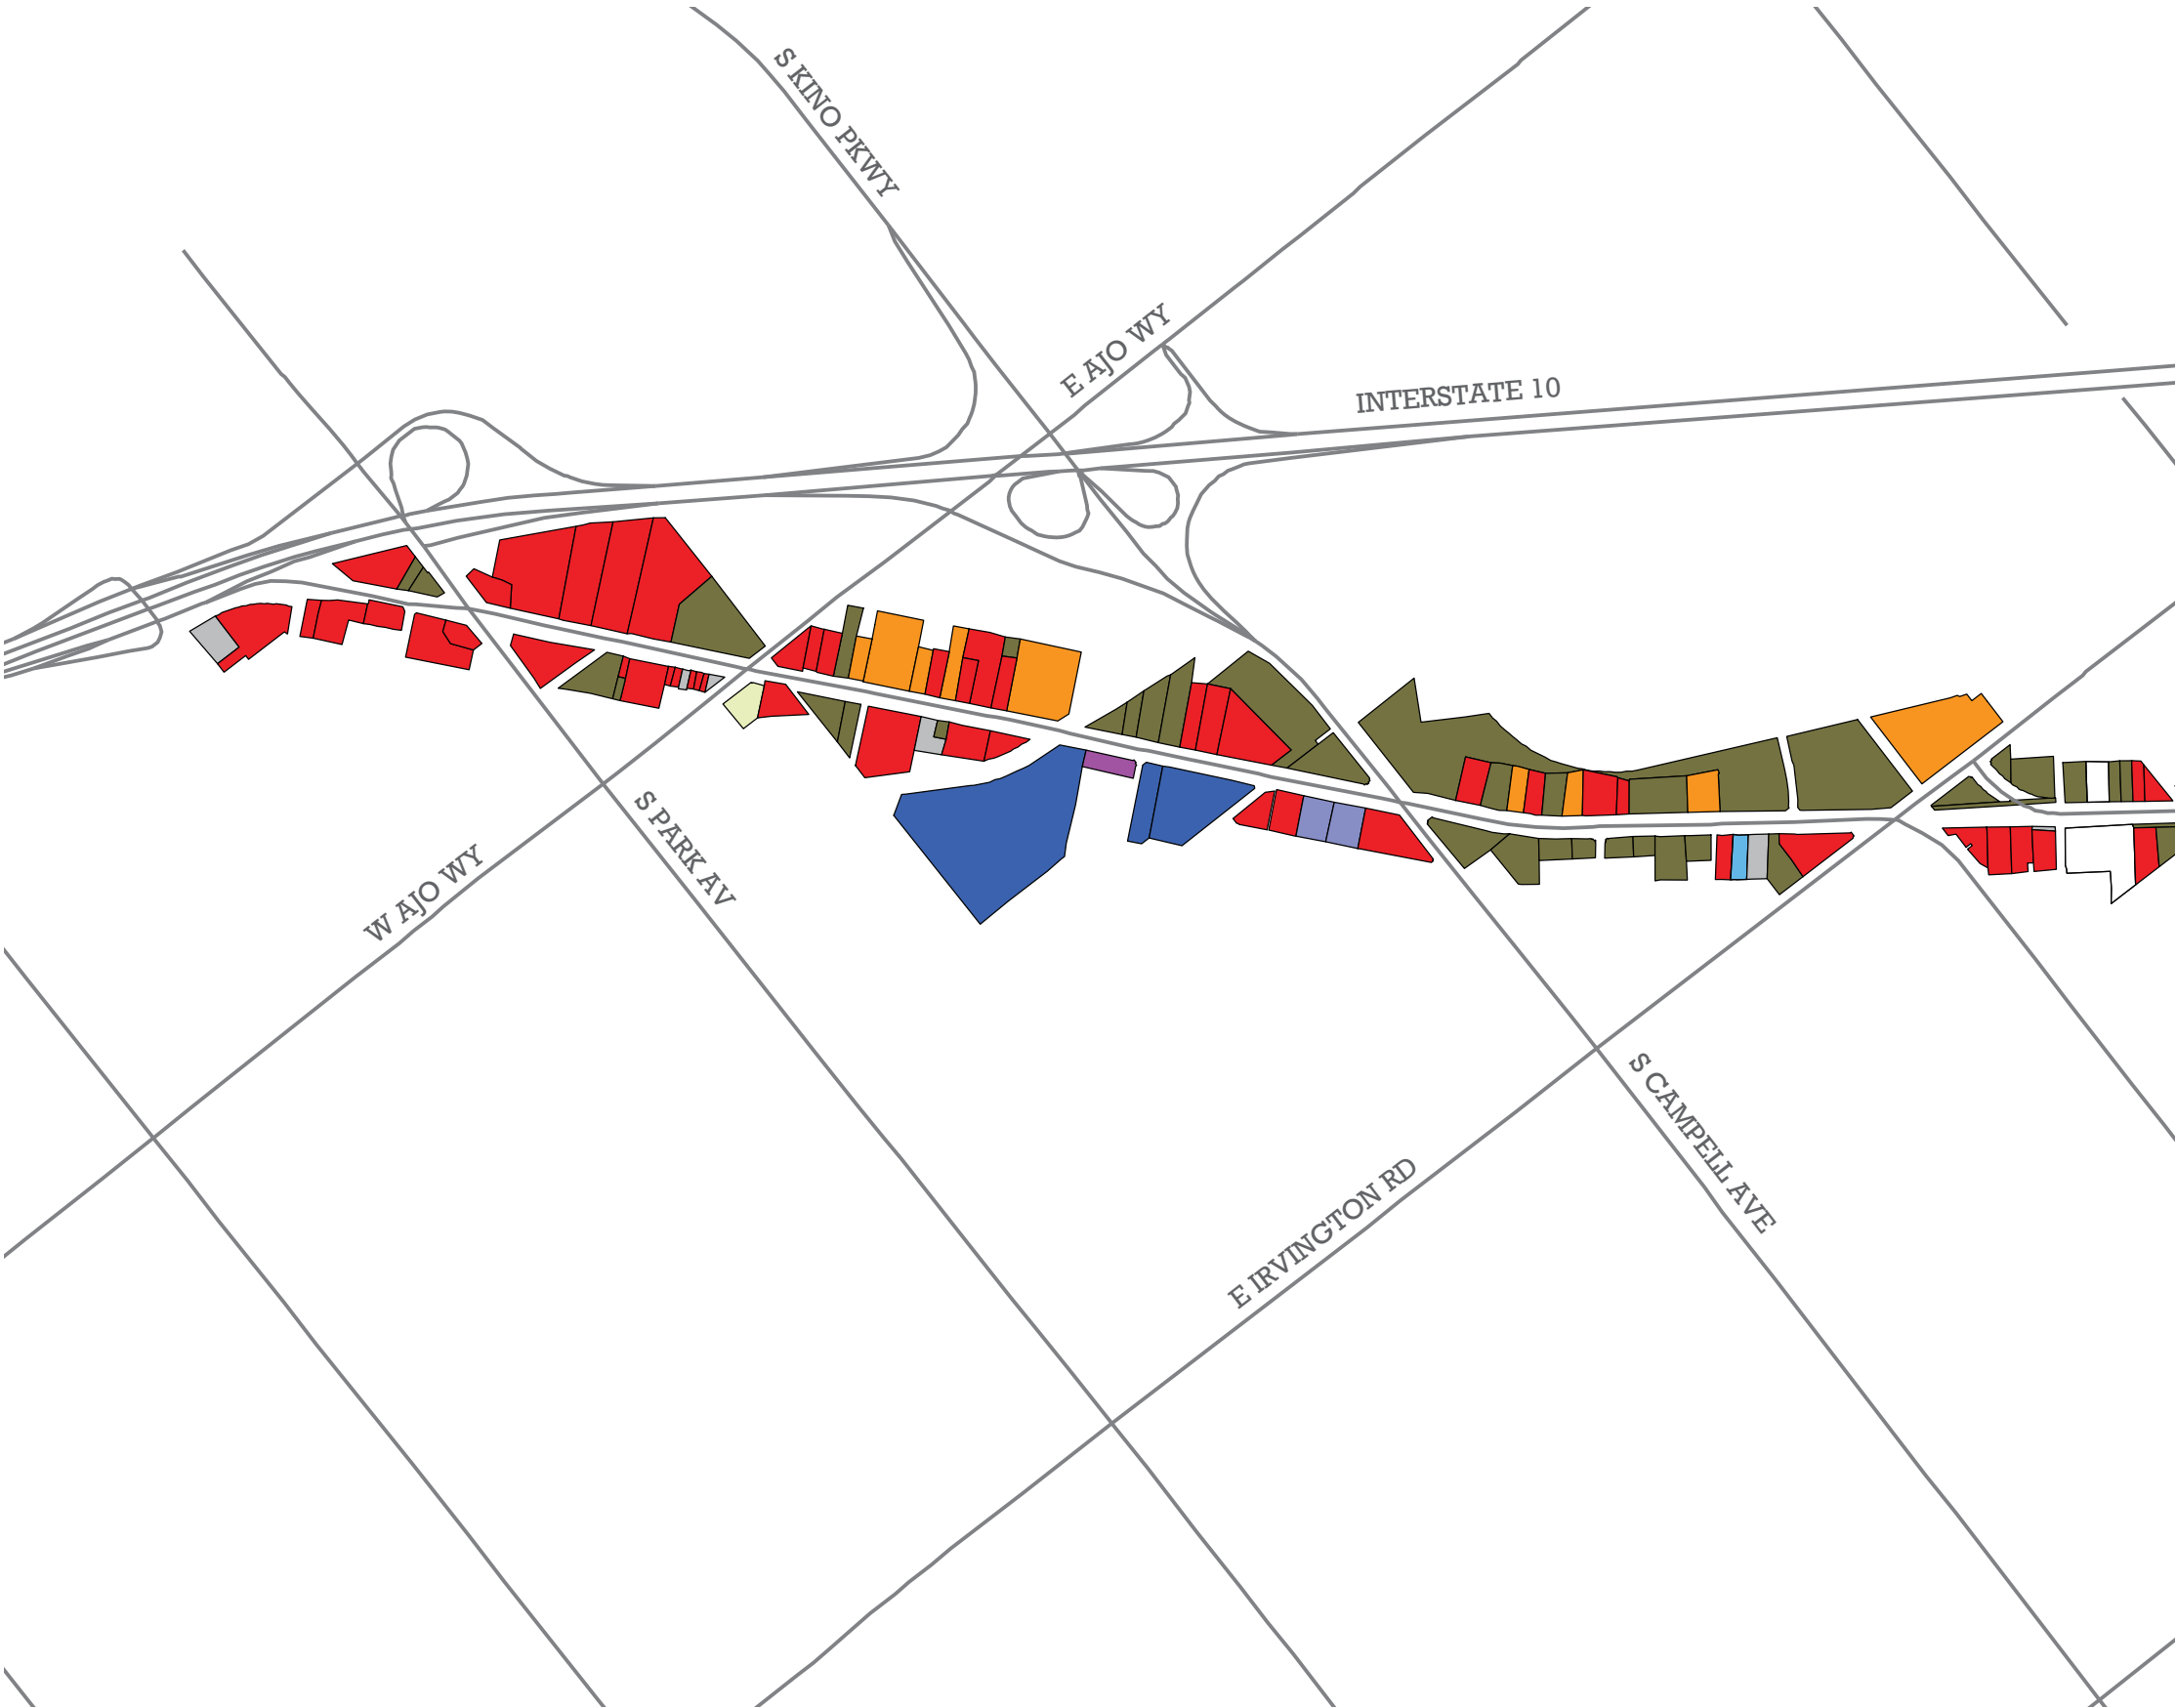 S KINO PKWY
E AJO WY
INTERSTATE 10
S PARK AV
W AJO WY
S CAMPELL AVE
E IRVINGTON RD